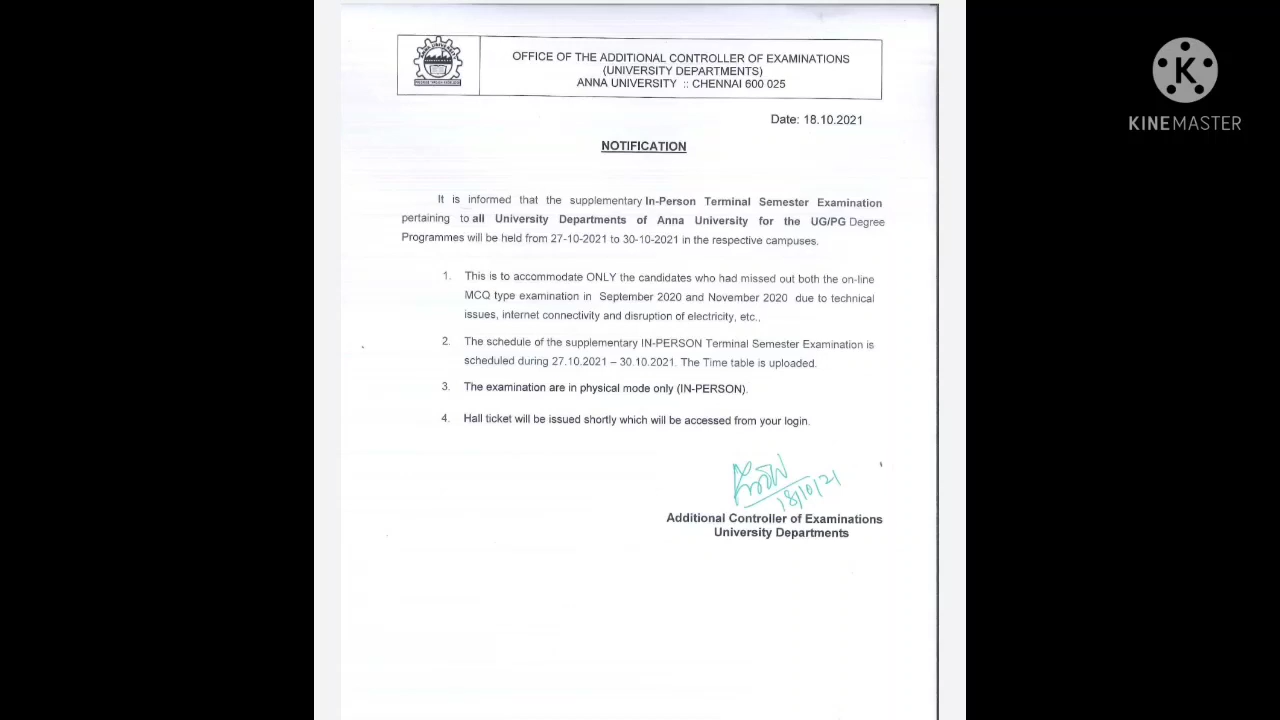 OFFICE OF THE ADDITIONAL CONTROLLER OF EXAMINATIONS
(UNIVERSITY DEPARTMENTS)
ANNA UNIVERSITY :: CHENNAI 600 025
KINEMASTER
Date: 18.10.2021
NOTIFICATION
It is informed that the supplementary In-Person Terminal Semester Examination
pertaining to all University Departments of Anna University for the UG/PG Degree
Programmes will be held from 27-10-2021 to 30-10-2021 in the respective campuses.
1. This is to accommodate ONLY the candidates who had missed out both the on-line
MCQ type examination in September 2020 and November 2020 due to technical
issues, internet connectivity and disruption of electricity, etc.,
2. The schedule of the supplementary IN-PERSON Terminal Semester Examination is
scheduled during 27.10.2021 – 30.10.2021. The Time table is uploaded.
3. The examination are in physical mode only (IN-PERSON).
4. Hall ticket will be issued shortly which will be accessed from your login.
18/10/21
Additional Controller of Examinations
University Departments